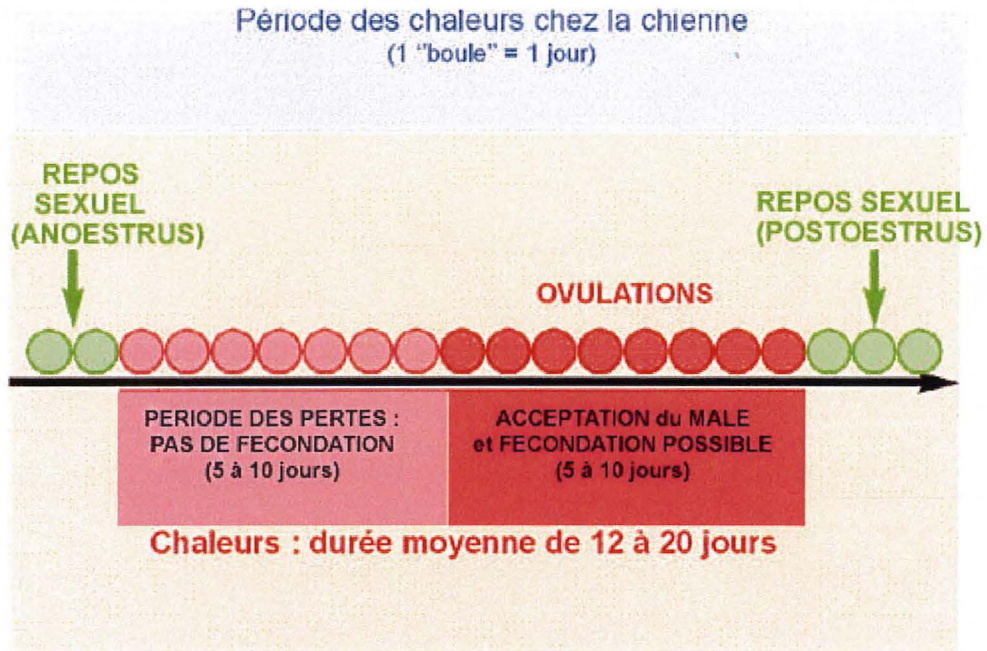 Période des chaleurs chez la chienne
(1 "boule" = 1 jour)
REPOS
SEXUEL
(ANOESTRUS)
REPOS SEXUEL
(POSTOESTRUS)
OVULATIONS
PERIODE DES PERTES :
PAS DE FECONDATION
(5 à 10 jours)
ACCEPTATION du MALE
et FECONDATION POSSIBLE
(5 à 10 jours)
Chaleurs : durée moyenne de 12 à 20 jours